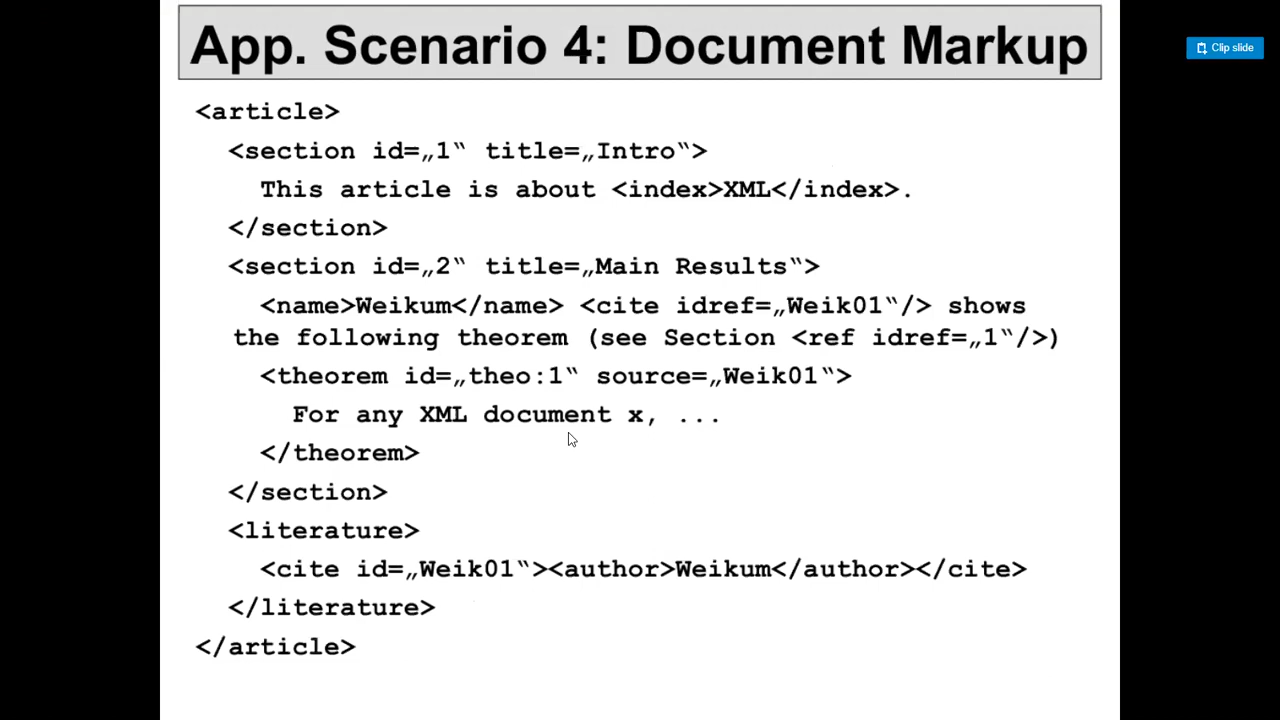 App. Scenario 4: Document Markup
Clip slide
<article>
<section id=„1“ title=„Intro“>
This article is about <index>XML</index>.
</section>
<section id=„2“ title=„Main Results“>
<name>Weikum</name> <cite idref=„Weik01“/> shows
the following theorem (see Section <ref idref=„1“/>)
<theorem id=„theo:1“ source=„Weik01“>
For any XML document x, ...
</theorem>
</section>
<literature>
<cite id=„Weik01“><author>Weikum</author></cite>
</literature>
</article>